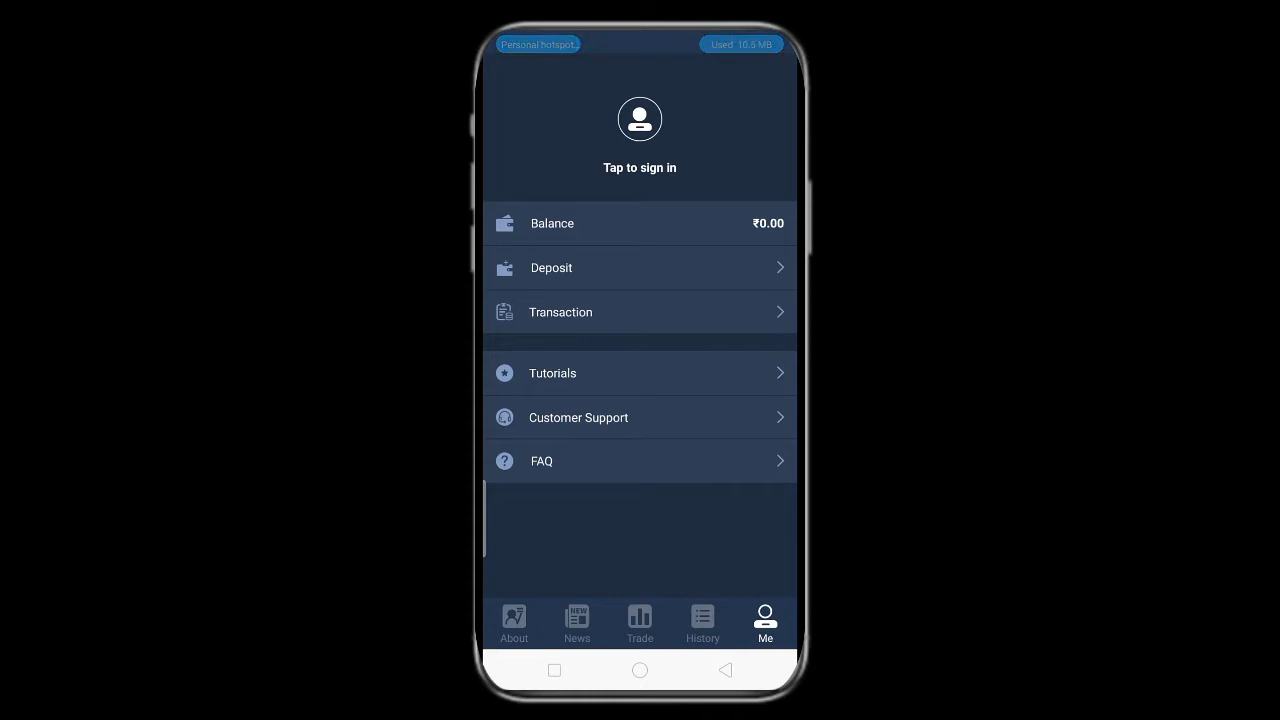 Personal hotspot... Used 10.5 MB
Tap to sign in
Balance ₹0.00
Deposit
Transaction
Tutorials
Customer Support
? FAQ
NEW
About News Trade History Me